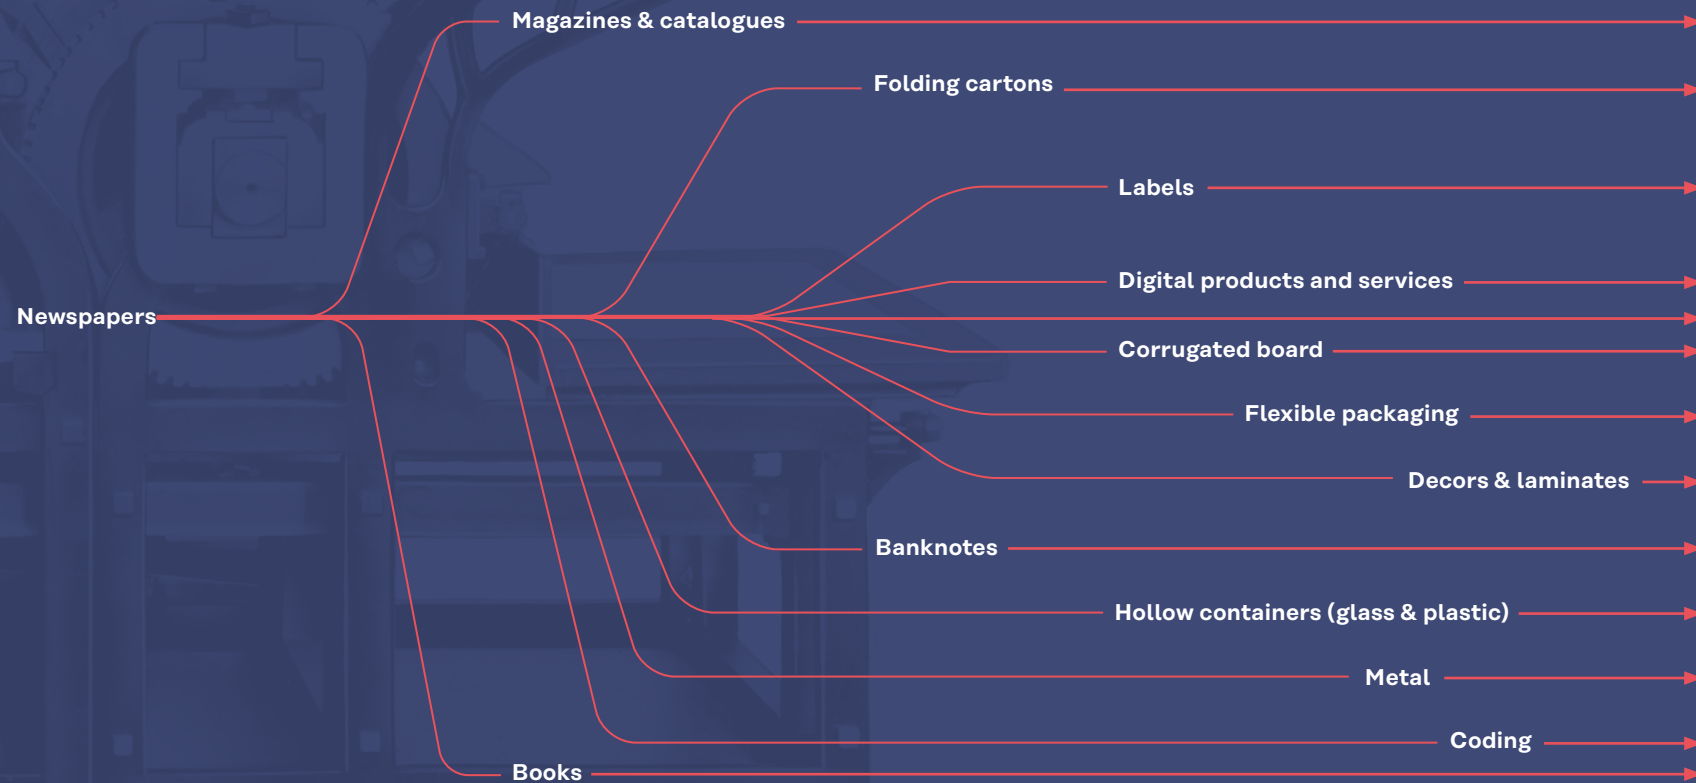 Magazines & catalogues
Folding cartons
Labels
Digital products and services
Newspapers
Corrugated board
Flexible packaging
Decors & laminates
Banknotes
Hollow containers (glass & plastic)
Metal
Coding
Books